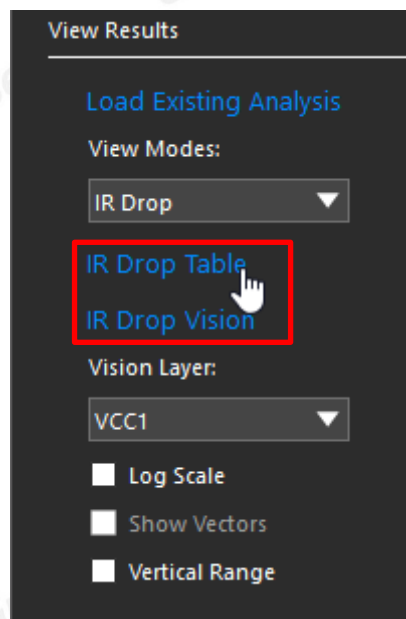 View Results
Load Existing Analysis
View Modes:
IR Drop
IR Drop Table
IR Drop Vision
Vision Layer:
VCC1
Log Scale
Show Vectors
Vertical Range